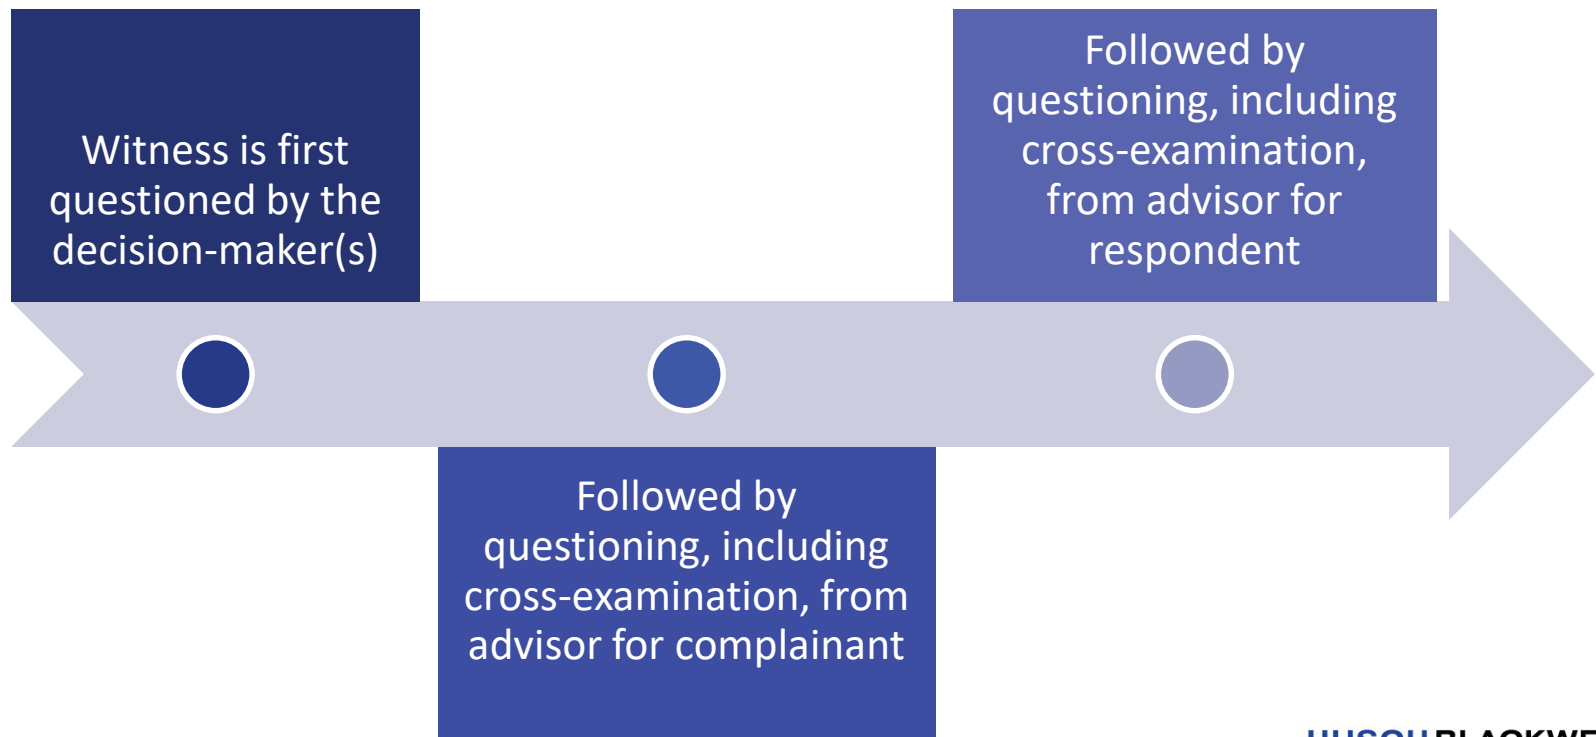 Witness is first
questioned by the
decision-maker(s)
Followed by
questioning, including
cross-examination, from
advisor for complainant
Followed by
questioning, including
cross-examination,
from advisor for
respondent